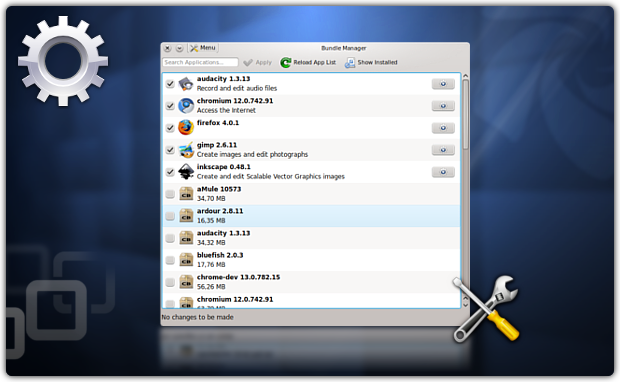 Menu
Bundle Manager
Search Applications...
Apply
Reload App List
Show Installed
audacity 1.3.13
Record and edit audio files
chromium 12.0.742.91
Access the Internet
firefox 4.0.1
gimp 2.6.11
Create images and edit photographs
inkscape 0.48.1
Create and edit Scalable Vector Graphics images
CB
aMule 10573
34,70 MB
CB
ardour 2.8.11
16,35 MB
CB
audacity 1.3.13
34,32 MB
CB
bluefish 2.0.3
17,76 MB
CB
chrome-dev 13.0.782.15
56,26 MB
chromium 12.0.742.91
No changes to be made